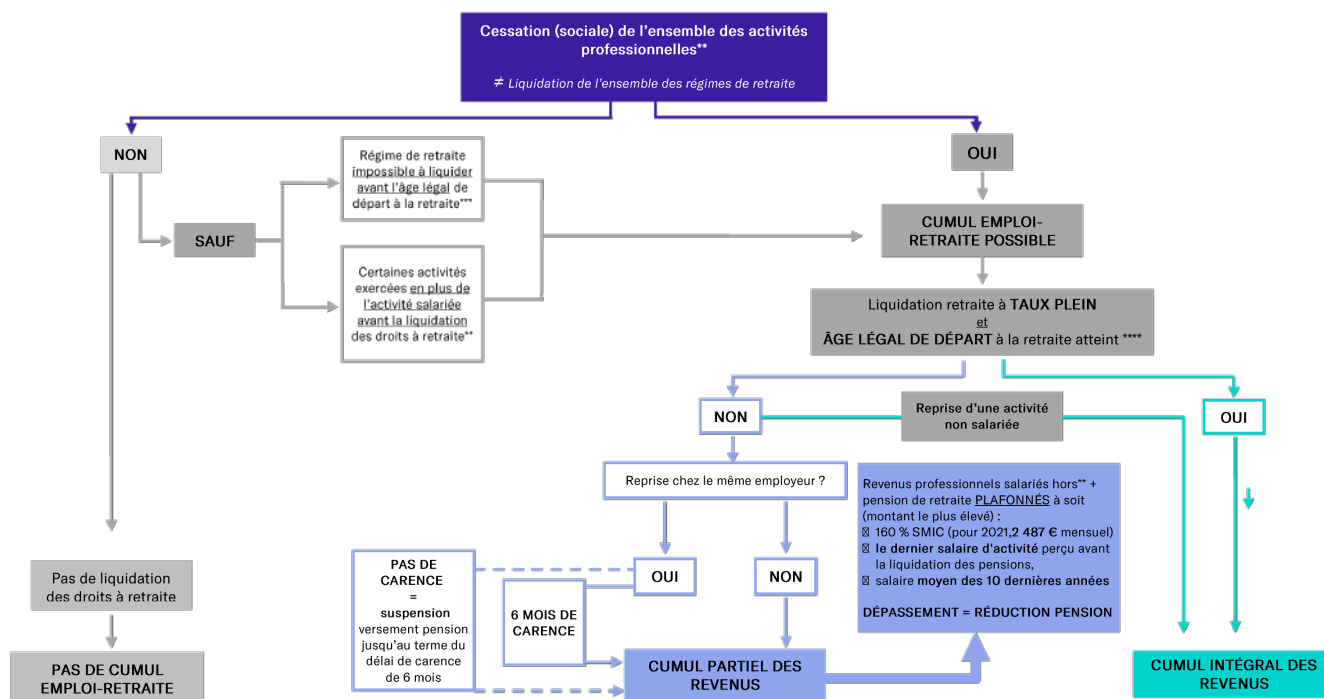 Cessation (sociale) de l'ensemble des activités
professionnelles**
≠ Liquidation de l'ensemble des régimes de retraite
NON
OUI
SAUF
Régime de retraite
impossible à liquider
avant l'âge légal de
départ à la retraite***
Certaines activités
exercées en plus de
l'activité salariée
avant la liquidation
des droits à retraite**
CUMUL EMPLOI-
RETRAITE POSSIBLE
Liquidation retraite à TAUX PLEIN
et
ÂGE LÉGAL DE DÉPART à la retraite atteint ****
NON
Reprise d'une activité
non salariée
OUI
Reprise chez le même employeur ?
Revenus professionnels salariés hors** +
pension de retraite PLAFONNÉS à soit
(montant le plus élevé) :
160 % SMIC (pour 2021,2 487 € mensuel)
le dernier salaire d'activité perçu avant
la liquidation des pensions,
salaire moyen des 10 dernières années
DÉPASSEMENT = RÉDUCTION PENSION
PAS DE
CARENCE
=
suspension
versement pension
jusqu'au terme du
délai de carence
de 6 mois
OUI
NON
6 MOIS DE
CARENCE
Pas de liquidation
des droits à retraite
PAS DE CUMUL
EMPLOI-RETRAITE
CUMUL PARTIEL DES
REVENUS
CUMUL INTÉGRAL DES
REVENUS